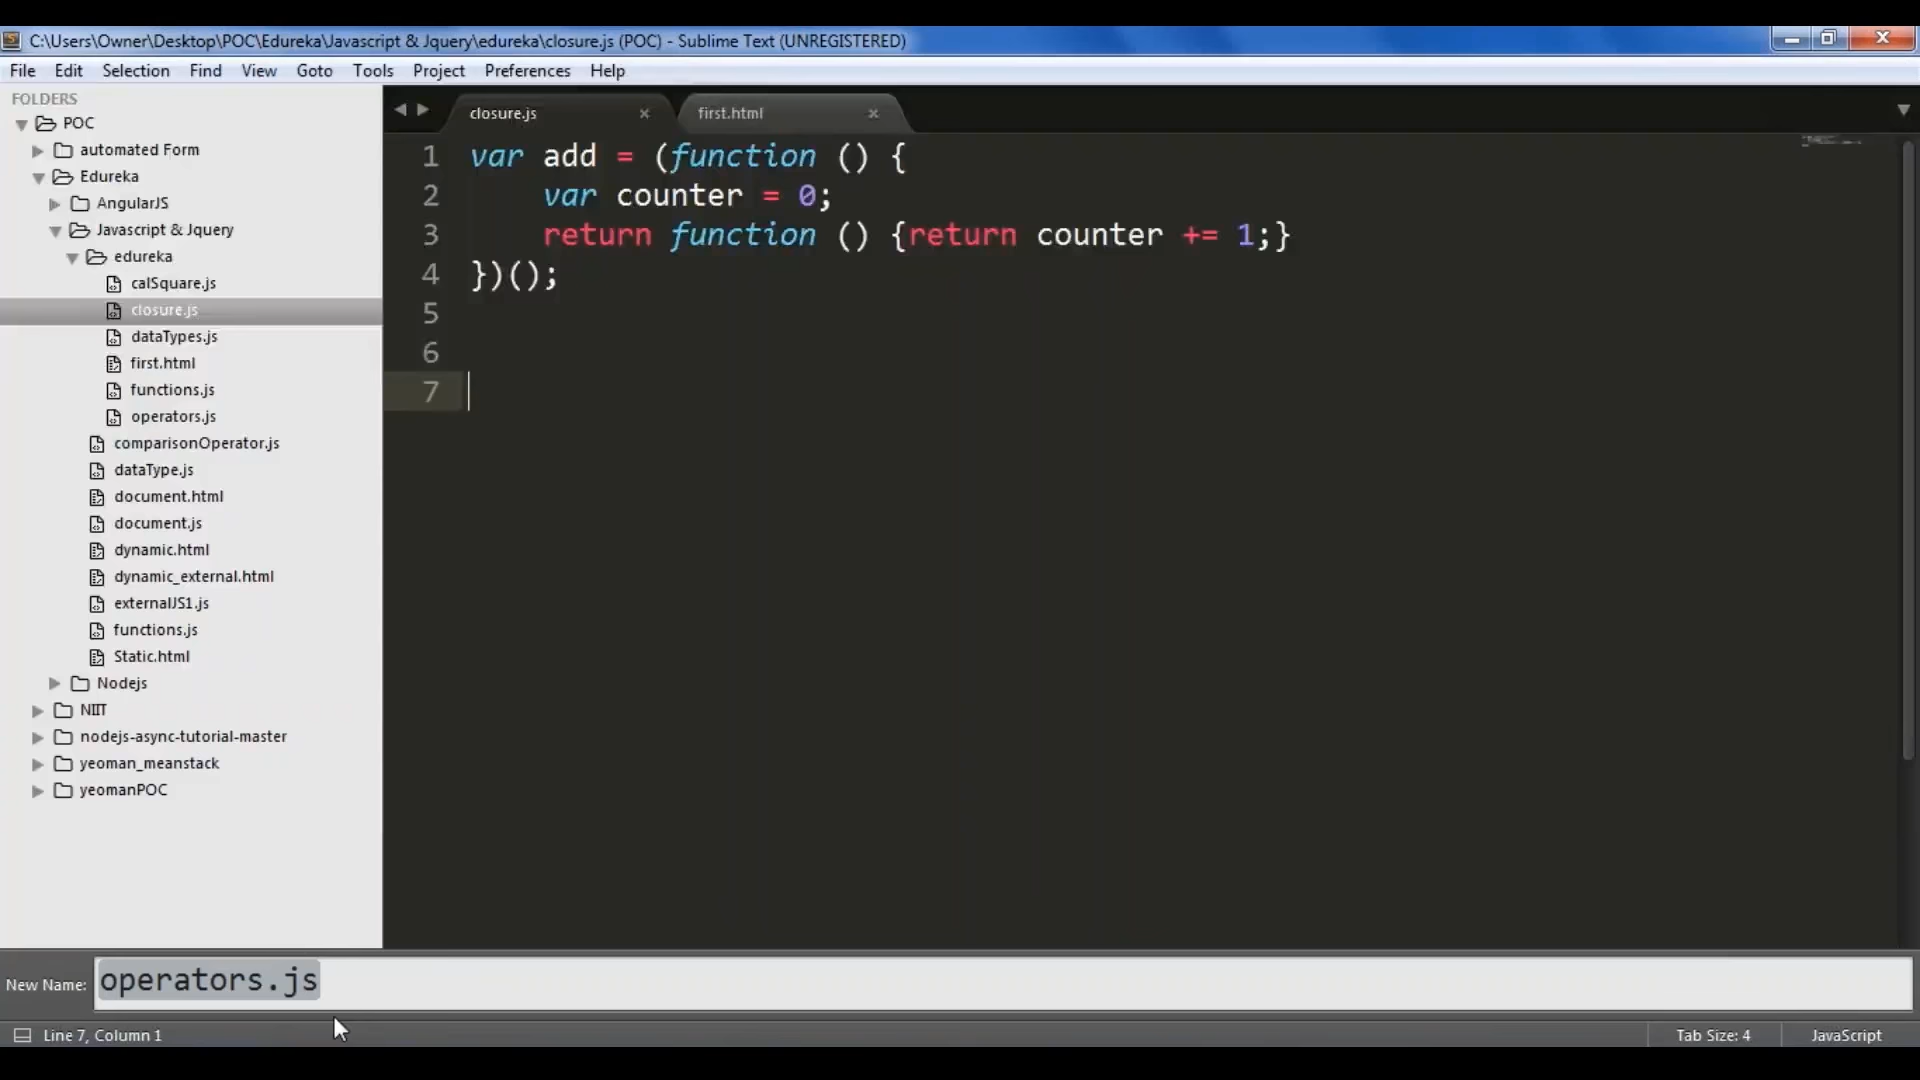 C:\Users\Owner\Desktop\POC\Edureka\Javascript & Jquery\edureka\closure.js (POC) - Sublime Text (UNREGISTERED)
File Edit Selection Find View Goto Tools Project Preferences Help
FOLDERS
POC
automated Form
Edureka
AngularJS
Javascript & Jquery
edureka
calSquare.js
closure.js
dataTypes.js
first.html
functions.js
operators.js
comparisonOperator.js
dataType.js
document.html
document.js
dynamic.html
dynamic_external.html
externalJS1.js
functions.js
Static.html
Nodejs
NIIT
nodejs-async-tutorial-master
yeoman_meanstack
yeomanPOC
closure.js first.html
1 var add = (function () {
2 var counter = 0;
3 return function () {return counter += 1;}
4 })();
5
6
7
New Name: operators.js
Line 7, Column 1 Tab Size: 4 JavaScript